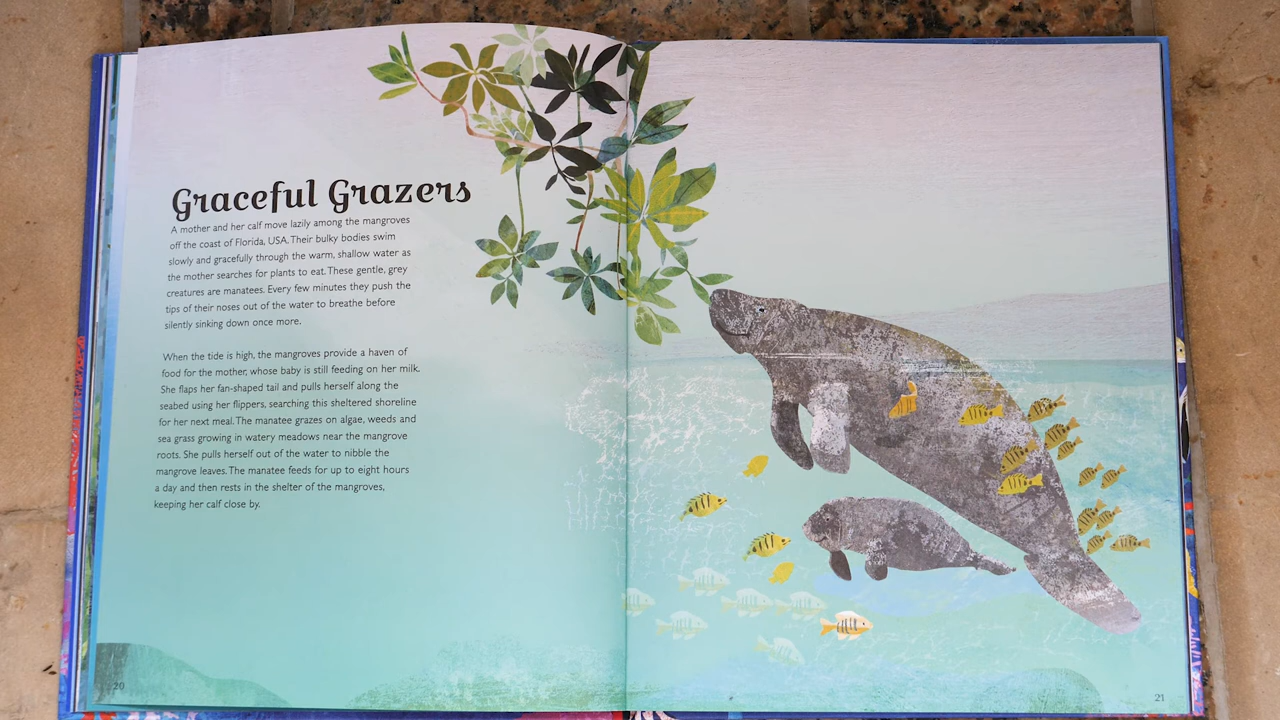 Graceful Grazers
A mother and her calf move lazily among the mangroves
off the coast of Florida, USA. Their bulky bodies swim
slowly and gracefully through the warm, shallow water as
the mother searches for plants to eat. These gentle, grey
creatures are manatees. Every few minutes they push the
tips of their noses out of the water to breathe before
silently sinking down once more.
When the tide is high, the mangroves provide a haven of
food for the mother, whose baby is still feeding on her milk.
She flaps her fan-shaped tail and pulls herself along the
seabed using her flippers, searching this sheltered shoreline
for her next meal. The manatee grazes on algae, weeds and
sea grass growing in watery meadows near the mangrove
roots. She pulls herself out of the water to nibble the
mangrove leaves. The manatee feeds for up to eight hours
a day and then rests in the shelter of the mangroves,
keeping her calf close by.
20
21